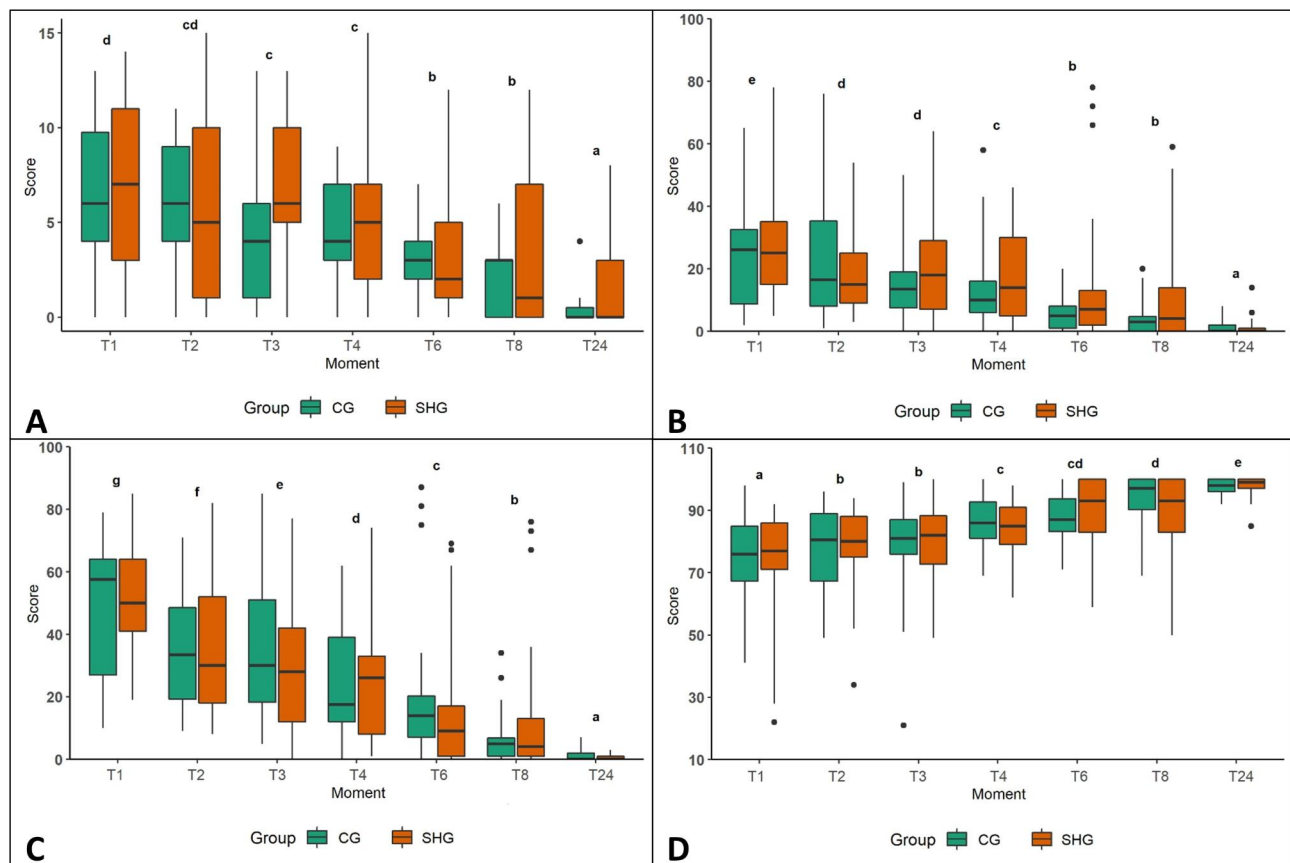 15
10
5
0
Score
d
cd
c
c
b
b
a
T1 T2 T3 T4 T6 T8 T24
Moment
Group CG SHG
A
100
80
60
40
20
0
Score
e
d
d
c
b
b
a
T1 T2 T3 T4 T6 T8 T24
Moment
Group CG SHG
B
100
80
60
40
20
0
Score
g
f
e
d
c
b
a
T1 T2 T3 T4 T6 T8 T24
Moment
Group CG SHG
C
110
90
70
50
30
10
Score
a
b
b
c
cd
d
e
T1 T2 T3 T4 T6 T8 T24
Moment
Group CG SHG
D